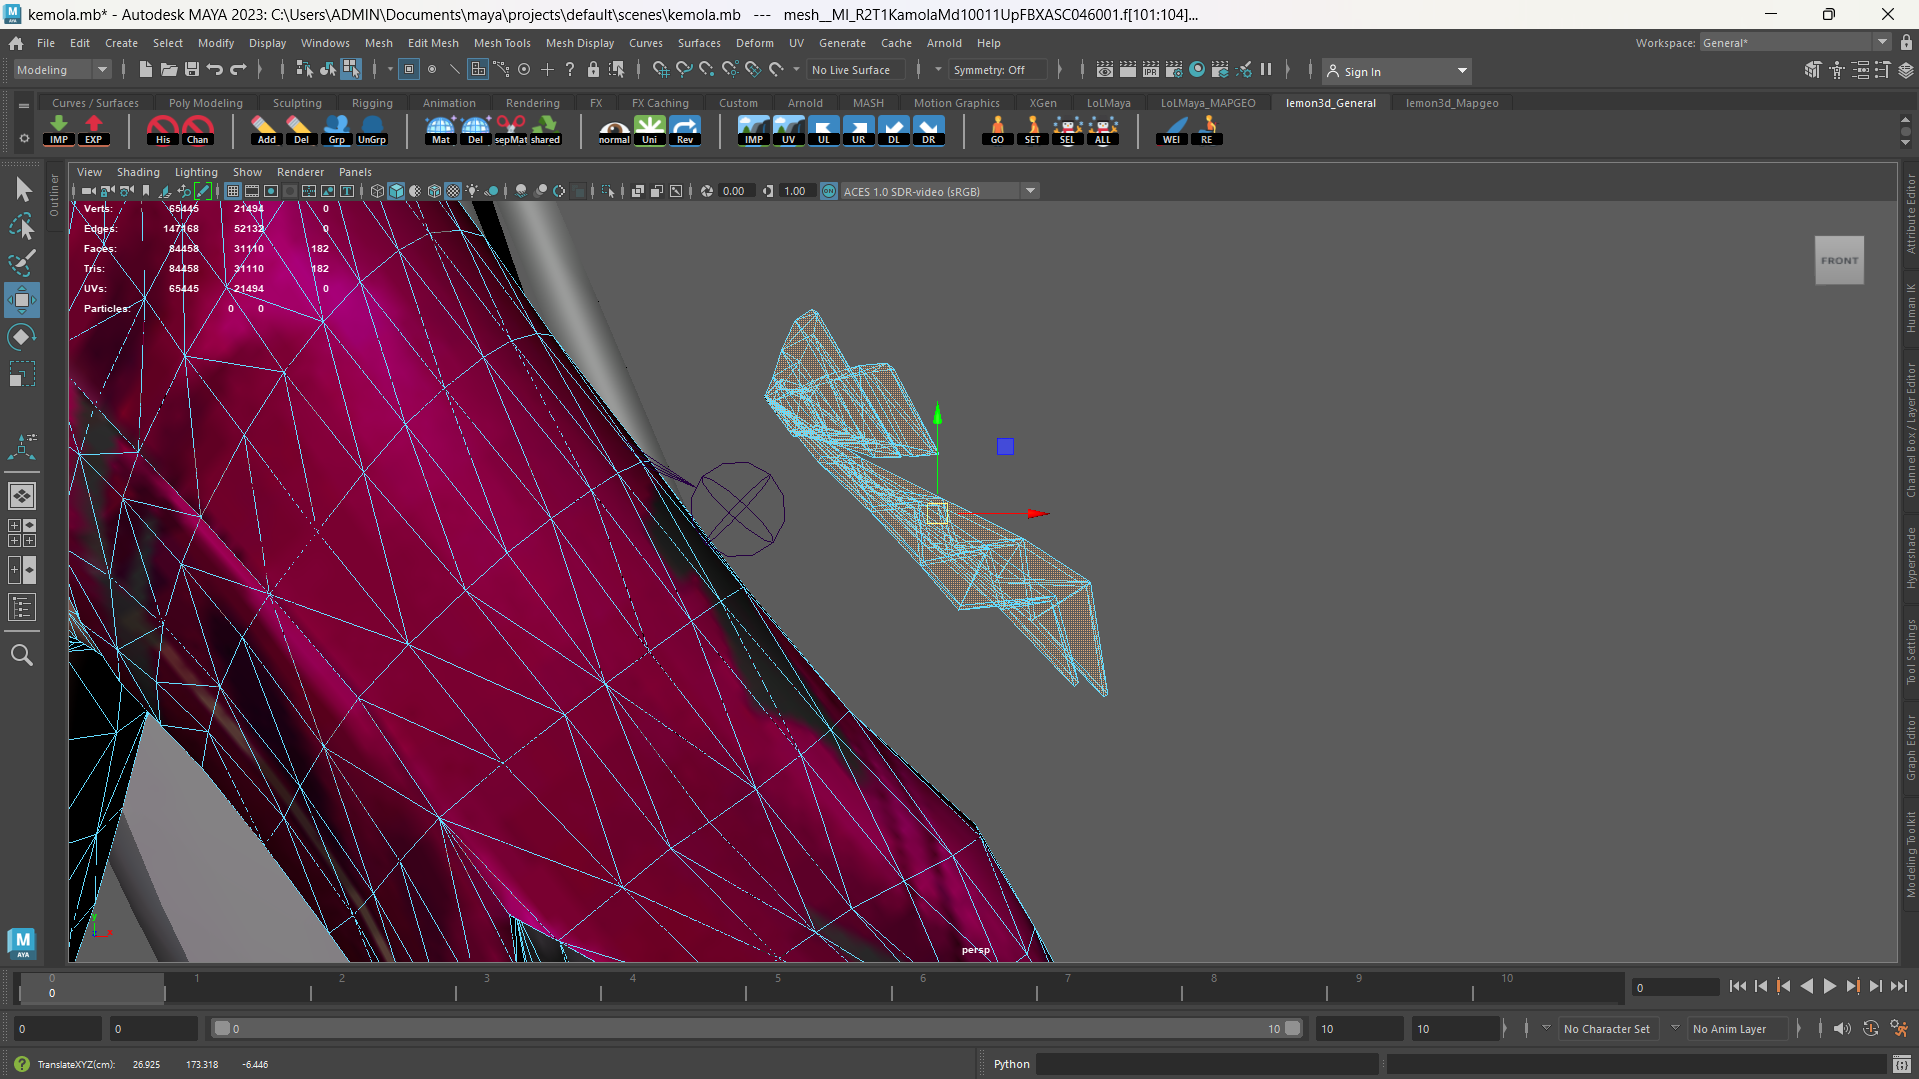 kemola.mb* - Autodesk MAYA 2023: C:\Users\ADMIN\Documents\maya\projects\default\scenes\kemola.mb --- mesh__MI_R2T1KamolaMd10011UpFBXASC046001.f[101:104]...
File Edit Create Select Modify Display Windows Mesh Edit Mesh Mesh Tools Mesh Display Curves Surfaces Deform UV Generate Cache Arnold Help
Workspace: General*
Modeling No Live Surface Symmetry: Off IPR Sign In
Curves / Surfaces Poly Modeling Sculpting Rigging Animation Rendering FX FX Caching Custom Arnold MASH Motion Graphics XGen LoLMaya LoLMaya_MAPGEO lemon3d_General lemon3d_Mapgeo
IMP EXP His Chan Add Del Grp UnGrp Mat Del sepMat shared normal Uni Rev IMP UV UL UR DL DR GO SET SEL ALL WEI RE
View Shading Lighting Show Renderer Panels
0.00 1.00 ON ACES 1.0 SDR-video (sRGB)
Outliner
Verts: 65445 21494 0
Edges: 147168 52132 0
Faces: 84458 31110 182
Tris: 84458 31110 182
UVs: 65445 21494 0
Particles: 0 0
FRONT
persp
y
x
Attribute Editor
Human IK
Channel Box / Layer Editor
Hypershade
Tool Settings
Graph Editor
Modeling Toolkit
M
AYA
0 1 2 3 4 5 6 7 8 9 10
0
0
0 0 0 10 10 10 No Character Set No Anim Layer
TranslateXYZ(cm): 26.925 173.318 -6.446
Python